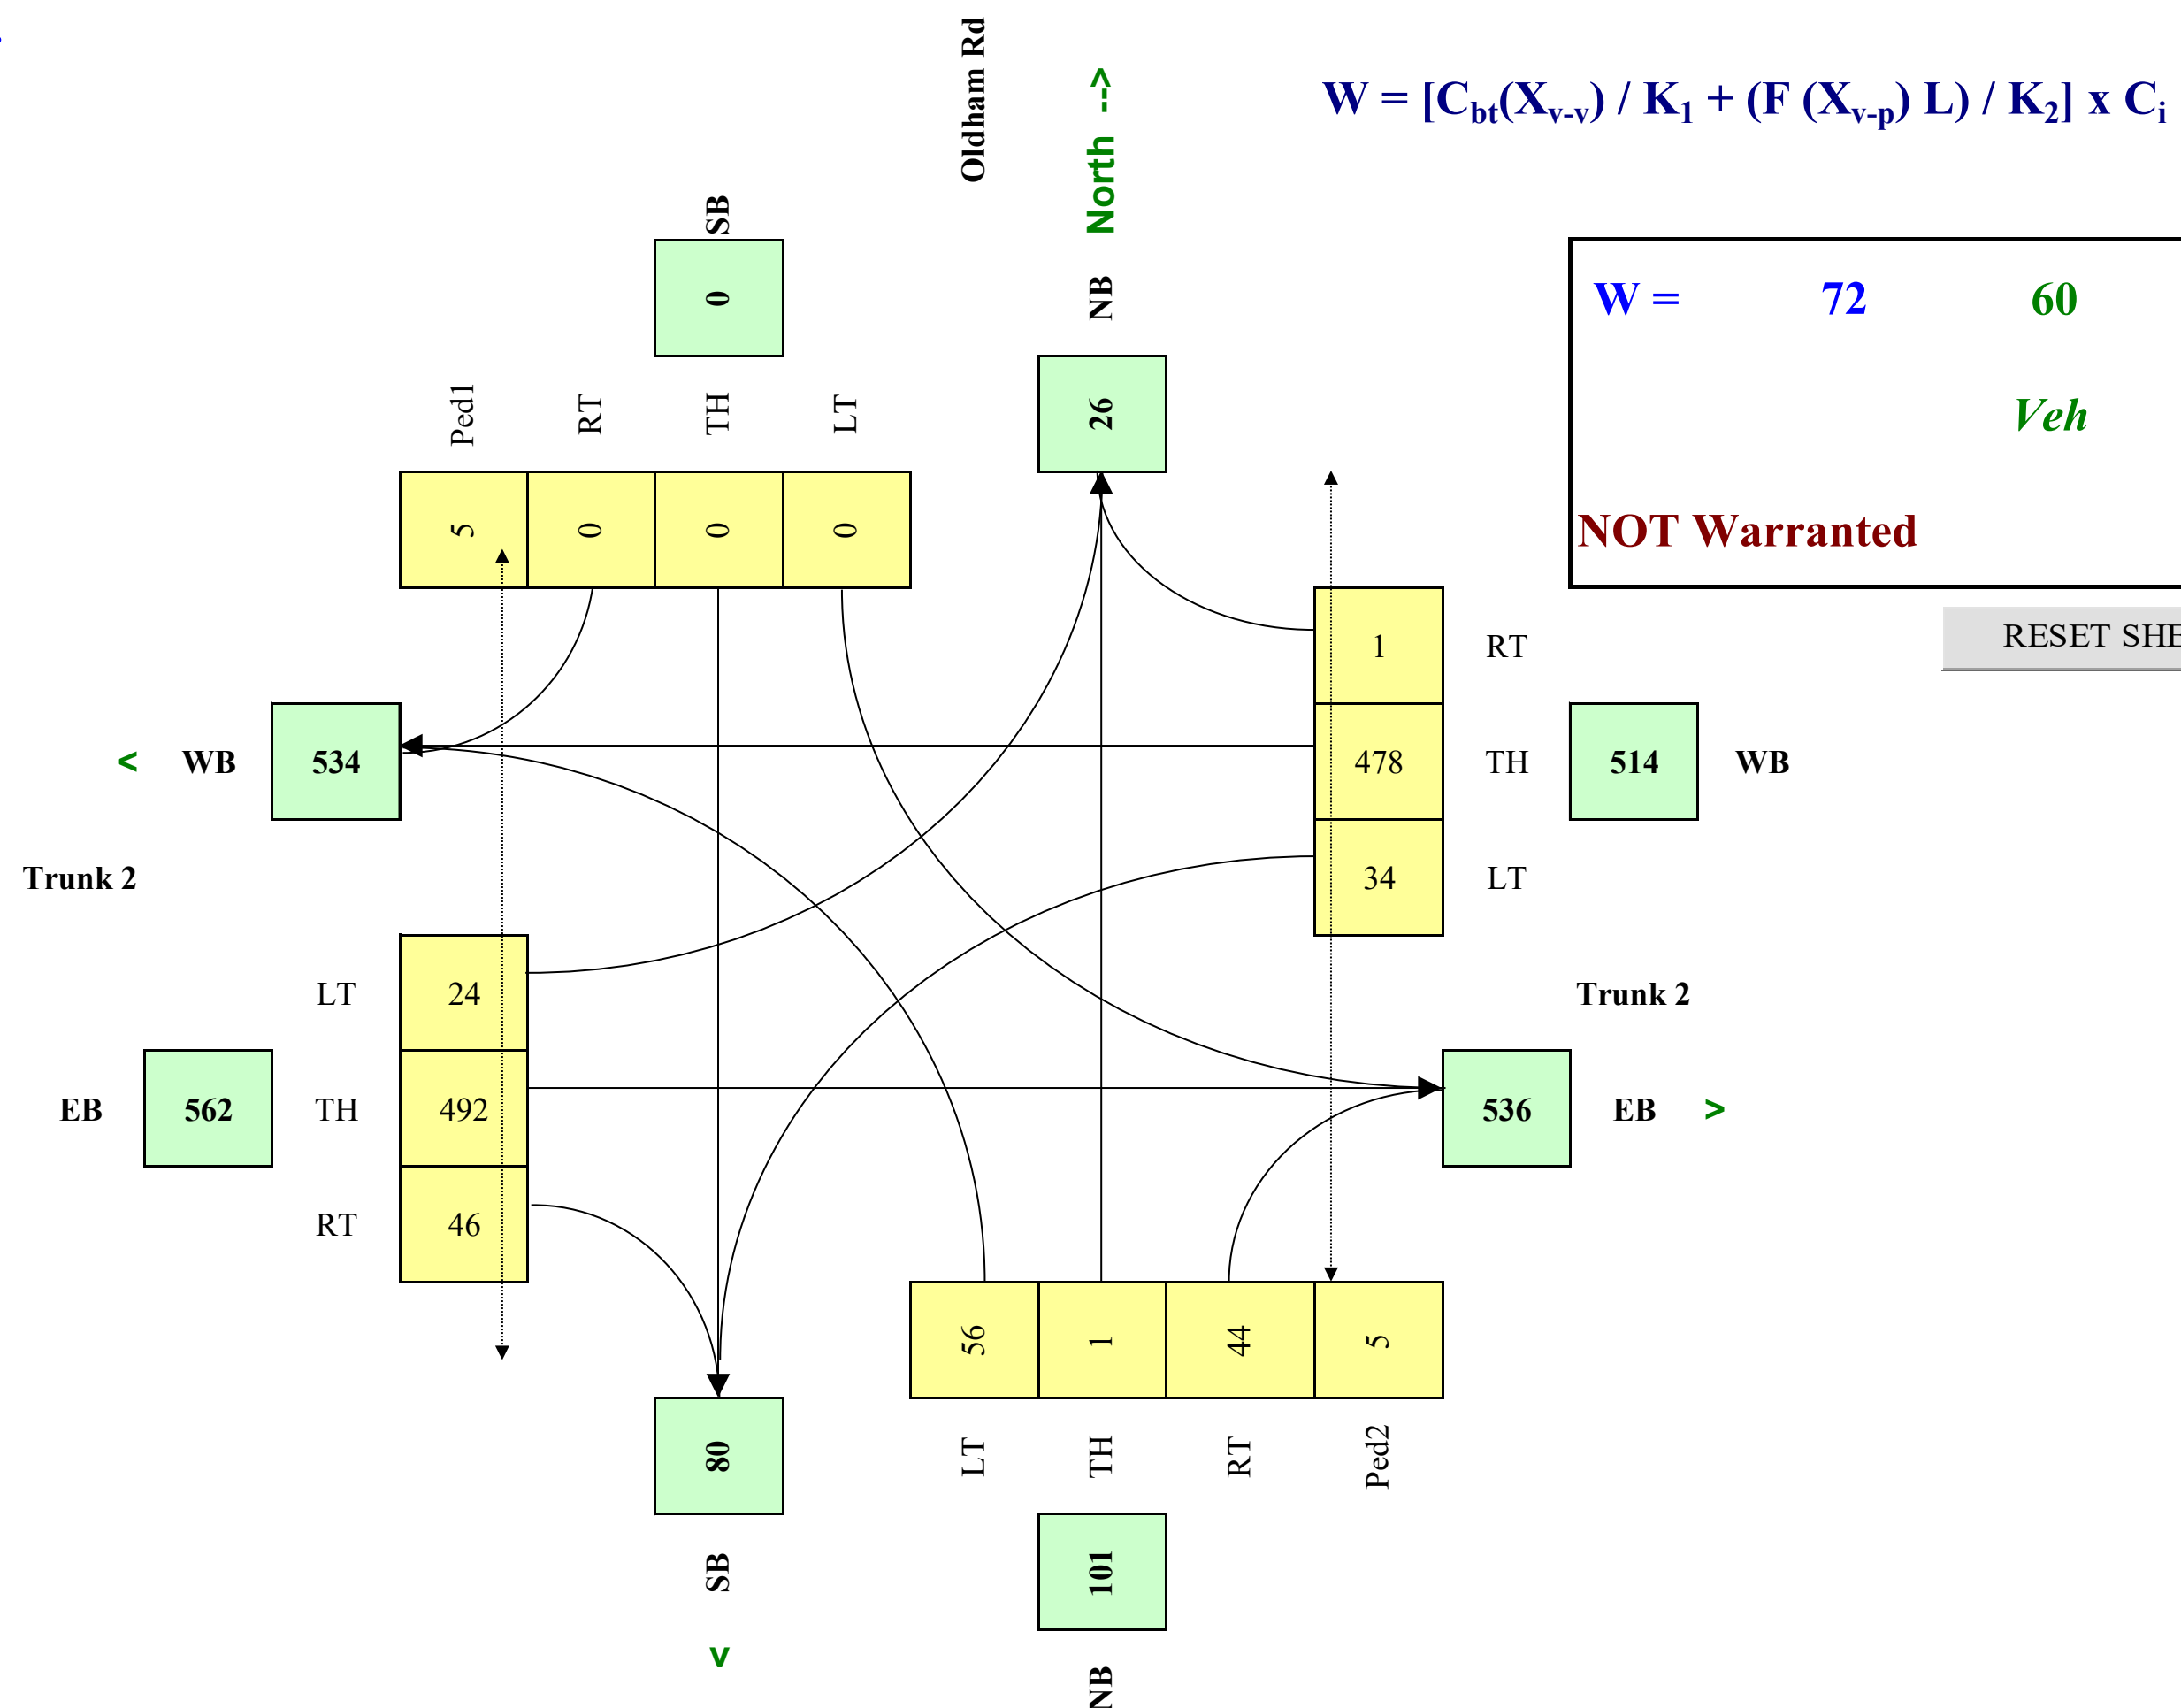 Oldham Rd
North -->
W = [Cbt(Xv-v) / K1 + (F (Xv-p) L) / K2] x Ci
SB
0
NB
26
W = 72 60
Veh
NOT Warranted
RESET SHE
Ped1 RT TH LT
5 0 0 0
1 RT
< WB 534
478 TH 514 WB
34 LT
Trunk 2
LT 24
Trunk 2
EB 562 TH 492
536 EB >
RT 46
56 1 44 5
LT TH RT Ped2
80
SB
v
101
NB